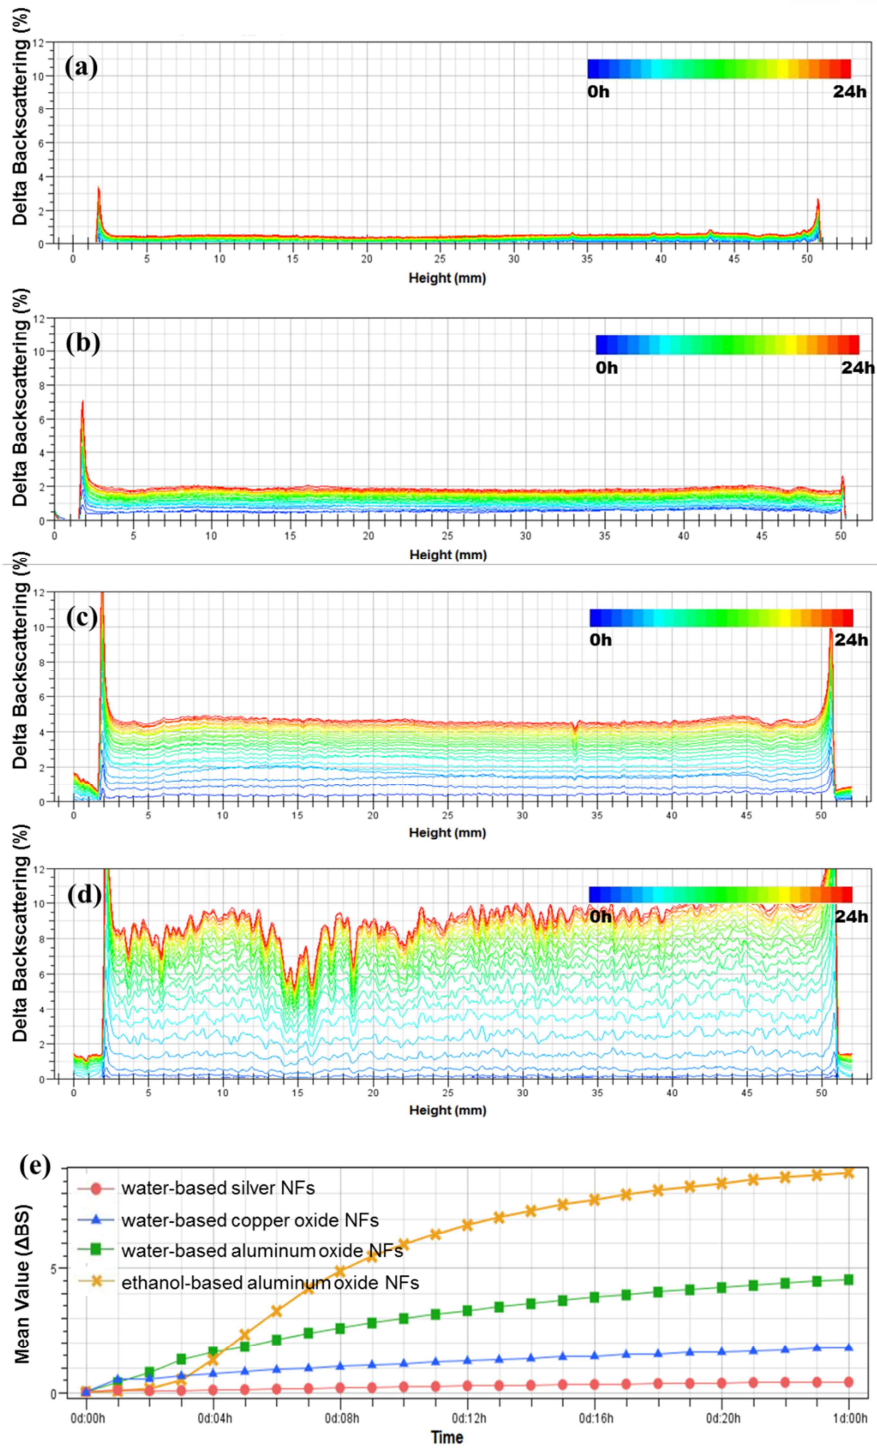 (a)
Delta Backscattering (%)
12
10
8
6
4
2
0
0h 24h
0 5 10 15 20 25 30 35 40 45 50
Height (mm)
(b)
Delta Backscattering (%)
12
10
8
6
4
2
0
0h 24h
0 5 10 15 20 25 30 35 40 45 50
Height (mm)
(c)
Delta Backscattering (%)
12
10
8
6
4
2
0
0h 24h
0 5 10 15 20 25 30 35 40 45 50
Height (mm)
(d)
Delta Backscattering (%)
12
10
8
6
4
2
0
0h 24h
0 5 10 15 20 25 30 35 40 45 50
Height (mm)
(e)
Mean Value (ΔBS)
5
0
water-based silver NFs
water-based copper oxide NFs
water-based aluminum oxide NFs
ethanol-based aluminum oxide NFs
0d:00h 0d:04h 0d:08h 0d:12h 0d:16h 0d:20h 1d:00h
Time